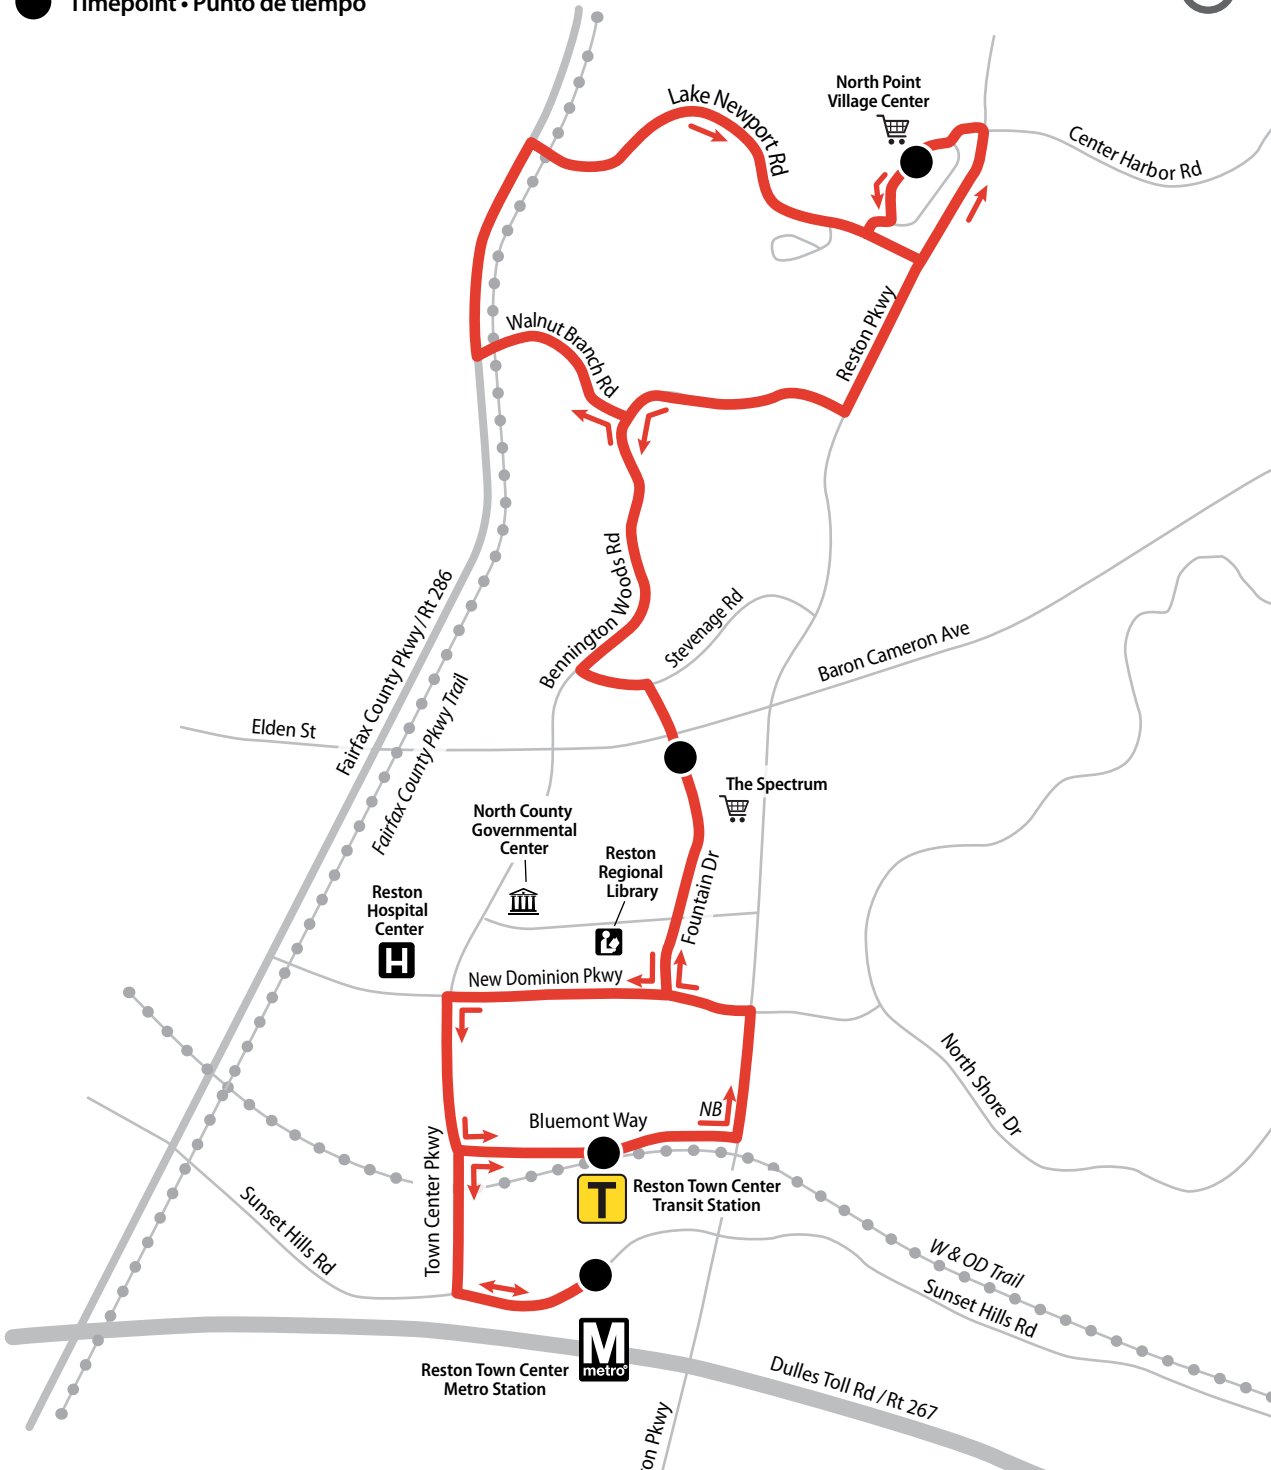 Timepoint • Punto de tiempo
North Point
Village Center
Lake Newport Rd
Center Harbor Rd
Reston Pkwy
Walnut Branch Rd
Bennington Woods Rd
Stevenage Rd
Baron Cameron Ave
Fairfax County Pkwy/Rt 286
Fairfax County Pkwy Trail
Elden St
The Spectrum
North County
Governmental
Center
Reston
Regional
Library
Reston
Hospital
Center
H
Fountain Dr
New Dominion Pkwy
North Shore Dr
NB
Bluemont Way
Town Center Pkwy
T
Reston Town Center
Transit Station
Sunset Hills Rd
W & OD Trail
Sunset Hills Rd
M
metro
Reston Town Center
Metro Station
Dulles Toll Rd / Rt 267
on Pkwy